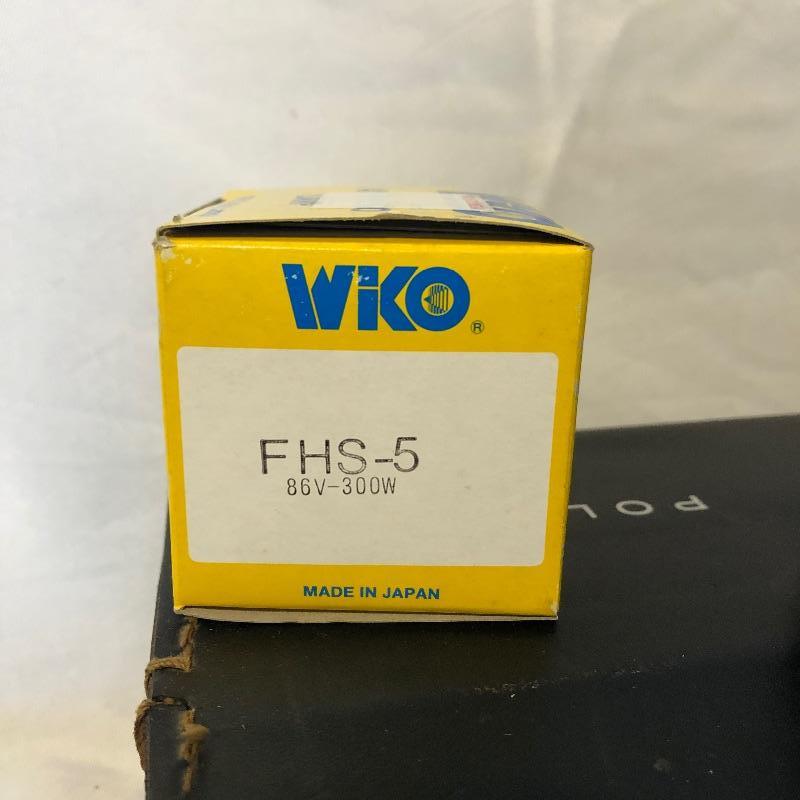 WIKO®
FHS-5
86V-300W
MADE IN JAPAN
POL